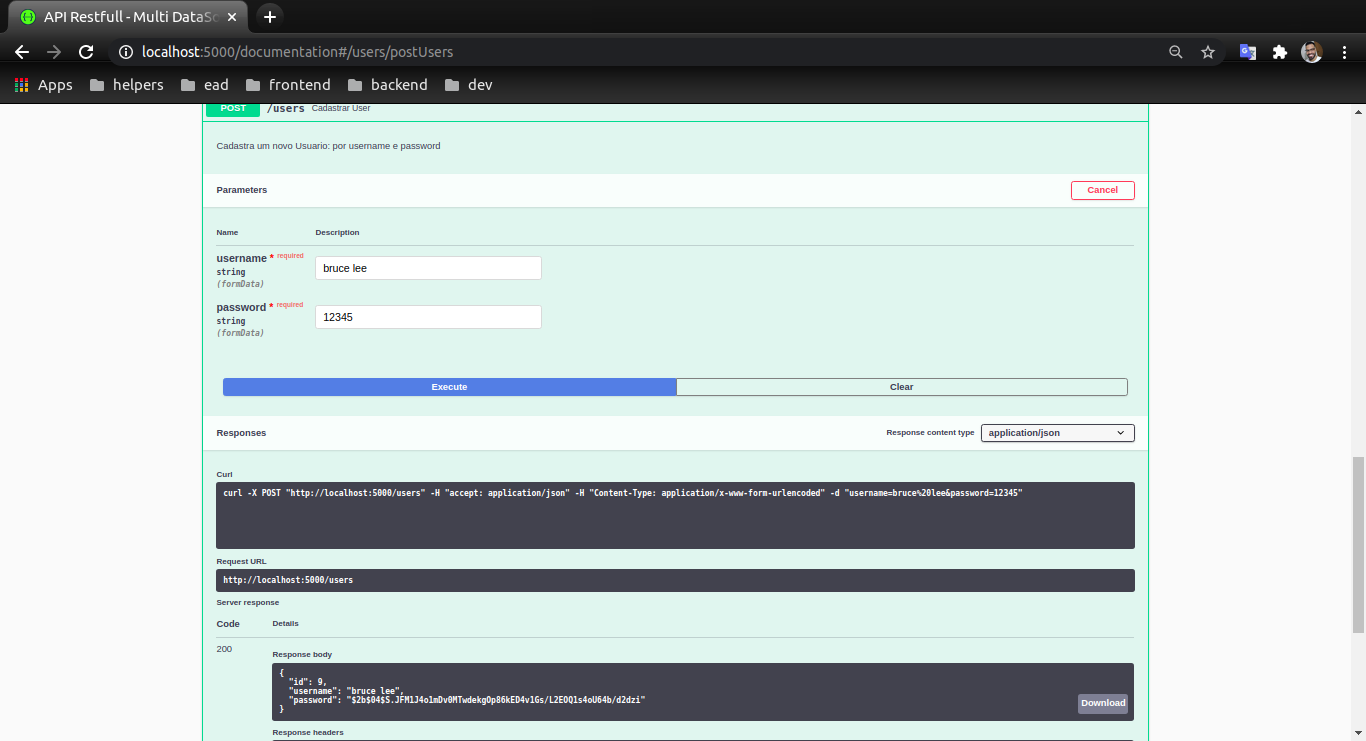 API Restfull - Multi DataSo
localhost:5000/documentation#/users/postUsers
Apps helpers ead frontend backend dev
POST /users Cadastrar User
Cadastra um novo Usuario: por username e password
Parameters Cancel
Name Description
username * required
string
(formData)
bruce lee
password * required
string
(formData)
12345
Execute Clear
Responses Response content type application/json
Curl
curl -X POST "http://localhost:5000/users" -H "accept: application/json" -H "Content-Type: application/x-www-form-urlencoded" -d "username=bruce%20lee&password=12345"
Request URL
http://localhost:5000/users
Server response
Code Details
200
Response body
{
"id": 9,
"username": "bruce lee",
"password": "$2b$04$S.JFM1J4o1mDv0MTwdekgOp86kED4v1Gs/L2EOQ1s4oU64b/d2dzi"
}
Download
Response headers